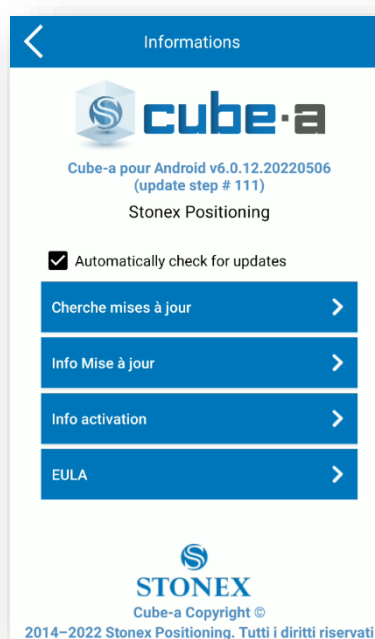 Informations
cube·a
Cube-a pour Android v6.0.12.20220506
(update step # 111)
Stonex Positioning
Automatically check for updates
Cherche mises à jour
Info Mise à jour
Info activation
EULA
STONEX
Cube-a Copyright ©
2014–2022 Stonex Positioning. Tutti i diritti riservati